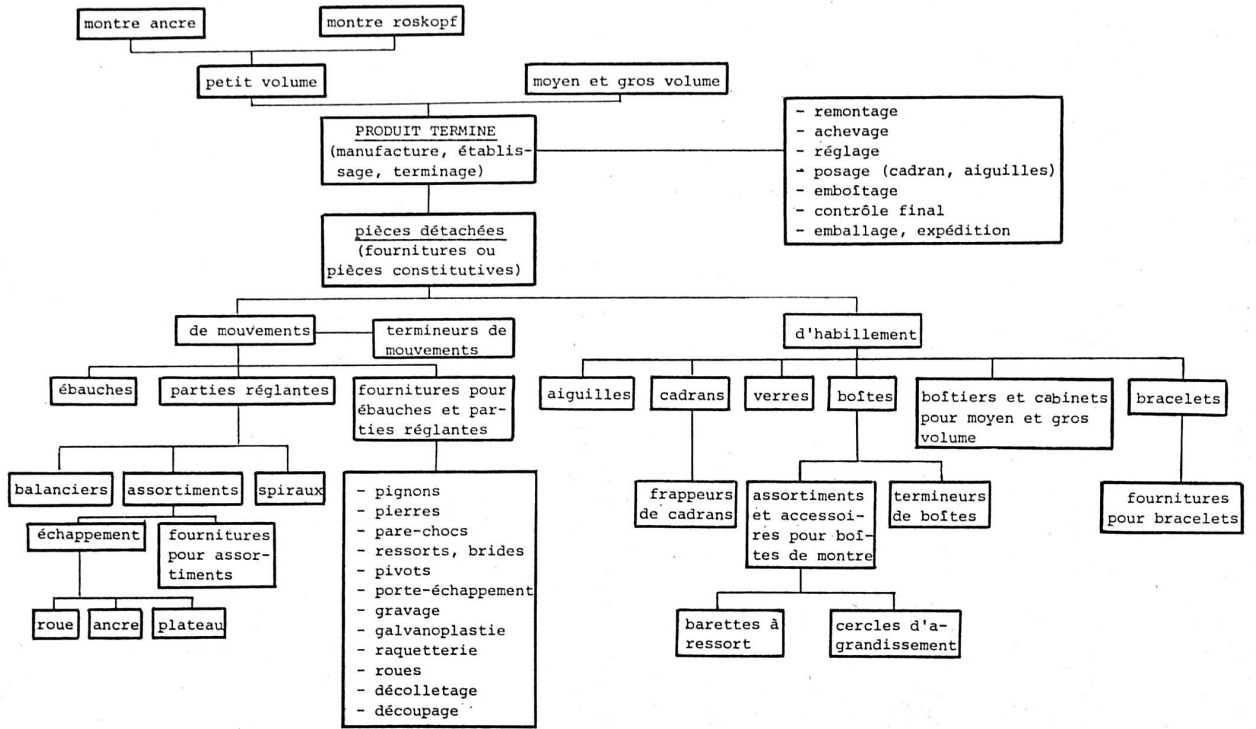 montre ancre
montre roskopf
petit volume
moyen et gros volume
PRODUIT TERMINE
(manufacture, établis-
sage, terminage)
- remontage
- achevage
- réglage
- posage (cadran, aiguilles)
- emboîtage
- contrôle final
- emballage, expédition
pièces détachées
(fournitures ou
pièces constitutives)
de mouvements
termineurs de
mouvements
d'habillement
ébauches
parties réglantes
fournitures pour
ébauches et par-
ties réglantes
aiguilles
cadrans
verres
boîtes
boîtiers et cabinets
pour moyen et gros
volume
bracelets
balanciers
assortiments
spiraux
échappement
fournitures
pour assor-
timents
roue
ancre
plateau
- pignons
- pierres
- pare-chocs
- ressorts, brides
- pivots
- porte-échappement
- gravage
- galvanoplastie
- raquetterie
- roues
- décolletage
- découpage
frappeurs
de cadrans
assortiments
et accessoi-
res pour boî-
tes de montre
termineurs
de boîtes
fournitures
pour bracelets
barettes à
ressort
cercles d'a-
grandissement